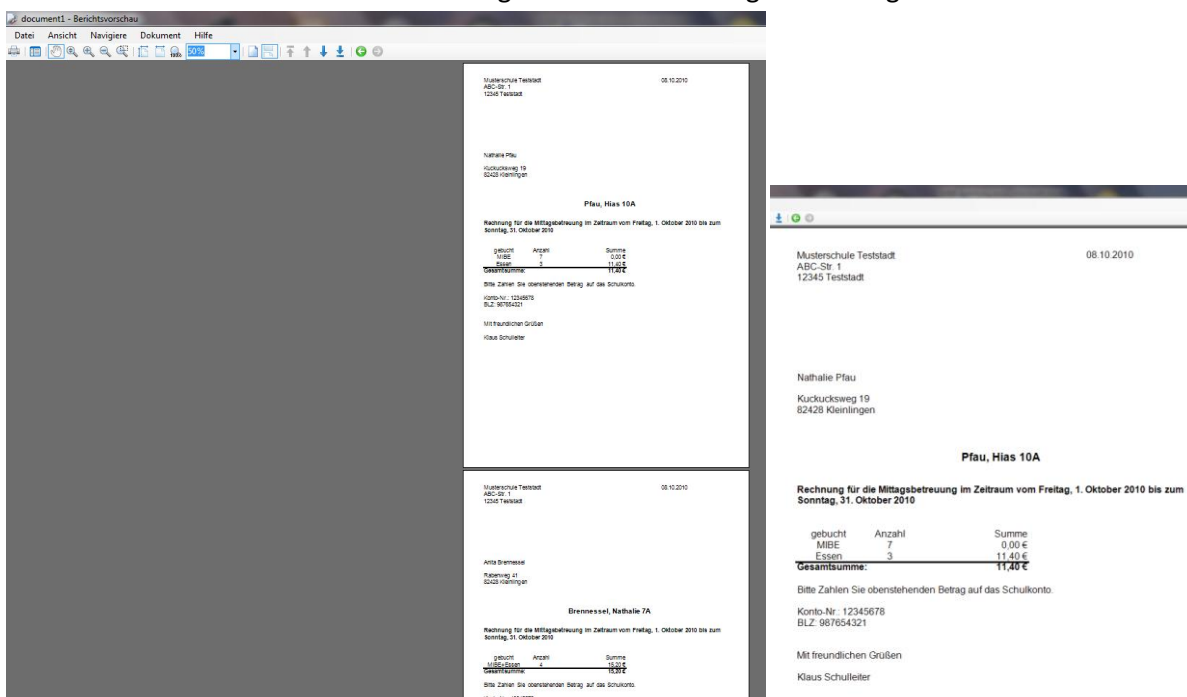 document1 - Berichtsvorschau
Datei Ansicht Navigiere Dokument Hilfe
50%
Musterschule Teststadt 08.10.2010
ABC-Str. 1
12345 Teststadt
Nathalie Pfau
Kuckucksweg 19
82428 Kleinlingen
Pfau, Hias 10A
Rechnung für die Mittagsbetreuung im Zeitraum vom Freitag, 1. Oktober 2010 bis zum
Sonntag, 31. Oktober 2010
gebucht Anzahl Summe
MIBE 7 0,00 €
Essen 3 11,40 €
Gesamtsumme: 11,40 €
Bitte Zahlen Sie obenstehenden Betrag auf das Schulkonto.
Konto-Nr.: 12345678
BLZ: 987654321
Mit freundlichen Grüßen
Klaus Schulleiter
Musterschule Teststadt 08.10.2010
ABC-Str. 1
12345 Teststadt
Anita Brennessel
Rabenweg 41
82428 Kleinlingen
Brennessel, Nathalie 7A
Rechnung für die Mittagsbetreuung im Zeitraum vom Freitag, 1. Oktober 2010 bis zum
Sonntag, 31. Oktober 2010
gebucht Anzahl Summe
MIBE+Essen 4 15,20 €
Gesamtsumme: 15,20 €
Bitte Zahlen Sie obenstehenden Betrag auf das Schulkonto.
Musterschule Teststadt 08.10.2010
ABC-Str. 1
12345 Teststadt
Nathalie Pfau
Kuckucksweg 19
82428 Kleinlingen
Pfau, Hias 10A
Rechnung für die Mittagsbetreuung im Zeitraum vom Freitag, 1. Oktober 2010 bis zum
Sonntag, 31. Oktober 2010
gebucht Anzahl Summe
MIBE 7 0,00 €
Essen 3 11,40 €
Gesamtsumme: 11,40 €
Bitte Zahlen Sie obenstehenden Betrag auf das Schulkonto.
Konto-Nr.: 12345678
BLZ: 987654321
Mit freundlichen Grüßen
Klaus Schulleiter